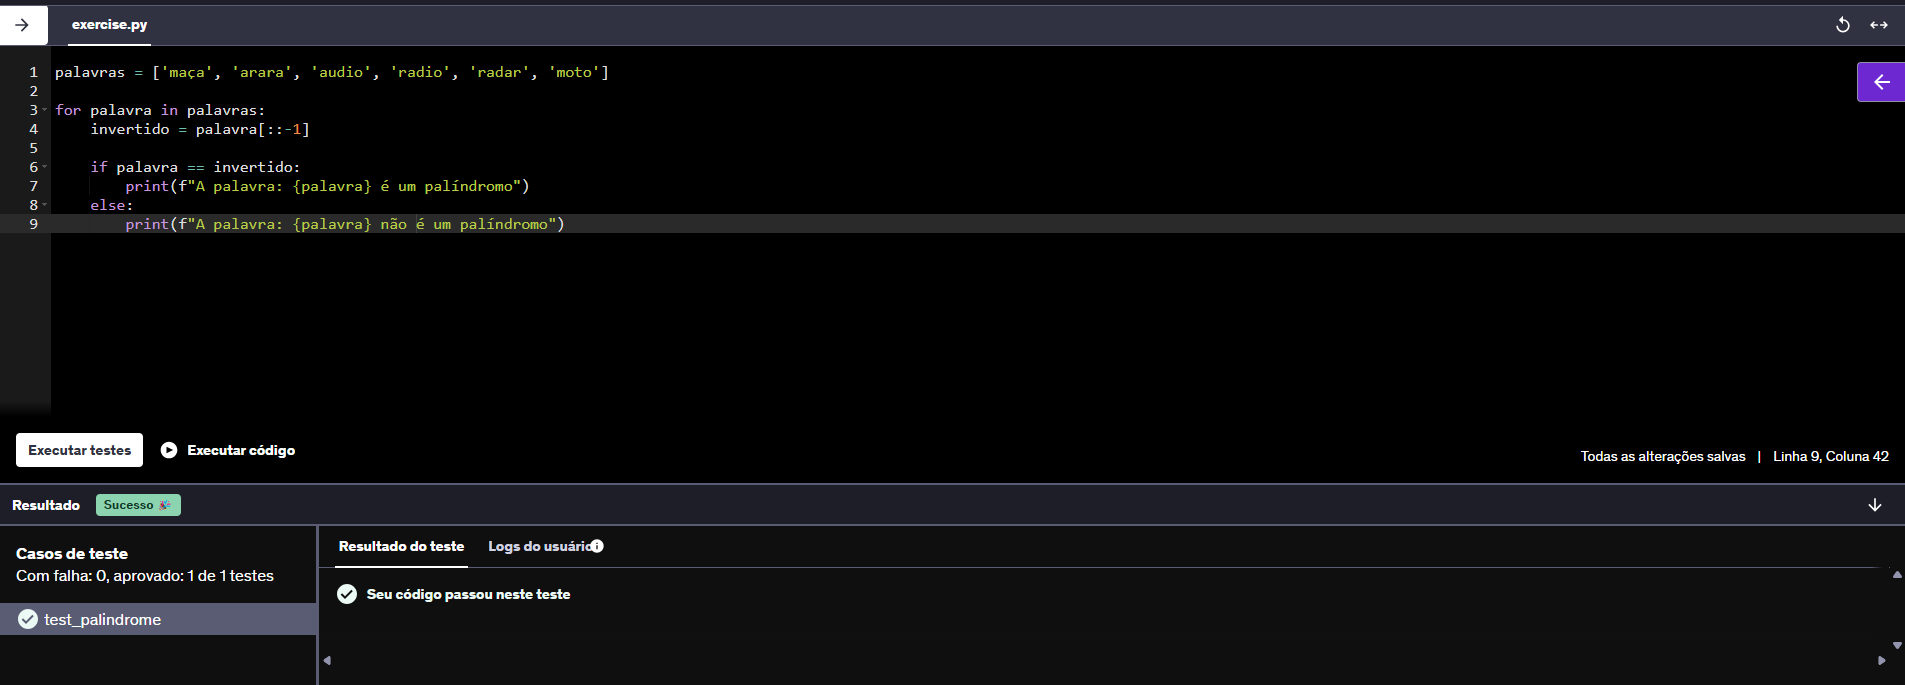 exercise.py
1 palavras = ['maça', 'arara', 'audio', 'radio', 'radar', 'moto']
2
3 for palavra in palavras:
4     invertido = palavra[::-1]
5
6     if palavra == invertido:
7         print(f"A palavra: {palavra} é um palíndromo")
8     else:
9         print(f"A palavra: {palavra} não é um palíndromo")
Executar testes Executar código
Todas as alterações salvas | Linha 9, Coluna 42
Resultado Sucesso
Casos de teste
Com falha: 0, aprovado: 1 de 1 testes
test_palindrome
Resultado do teste Logs do usuário
Seu código passou neste teste